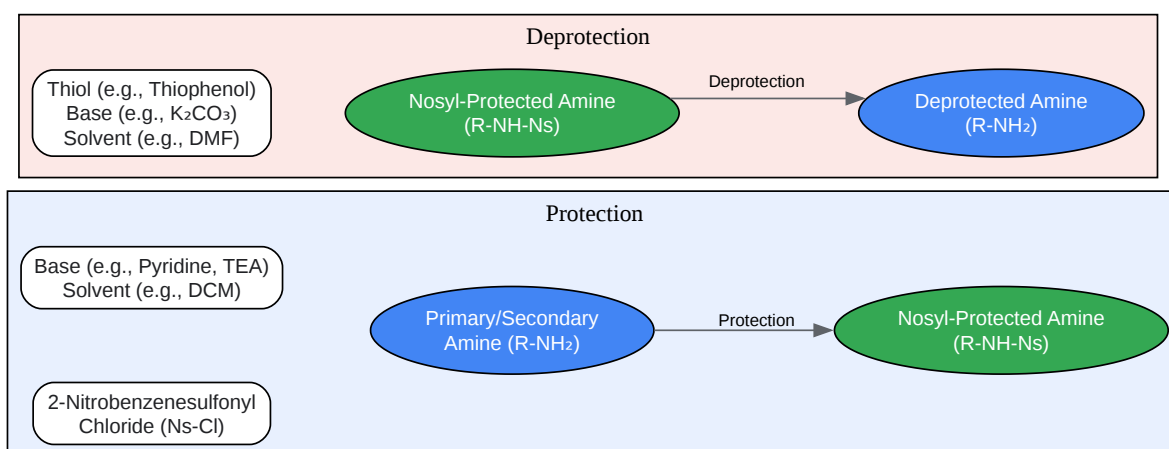 Deprotection
Thiol (e.g., Thiophenol)
Base (e.g., K₂CO₃)
Solvent (e.g., DMF)
Nosyl-Protected Amine
(R-NH-Ns)
Deprotection
Deprotected Amine
(R-NH₂)
Protection
Base (e.g., Pyridine, TEA)
Solvent (e.g., DCM)
Primary/Secondary
Amine (R-NH₂)
Protection
Nosyl-Protected Amine
(R-NH-Ns)
2-Nitrobenzenesulfonyl
Chloride (Ns-Cl)